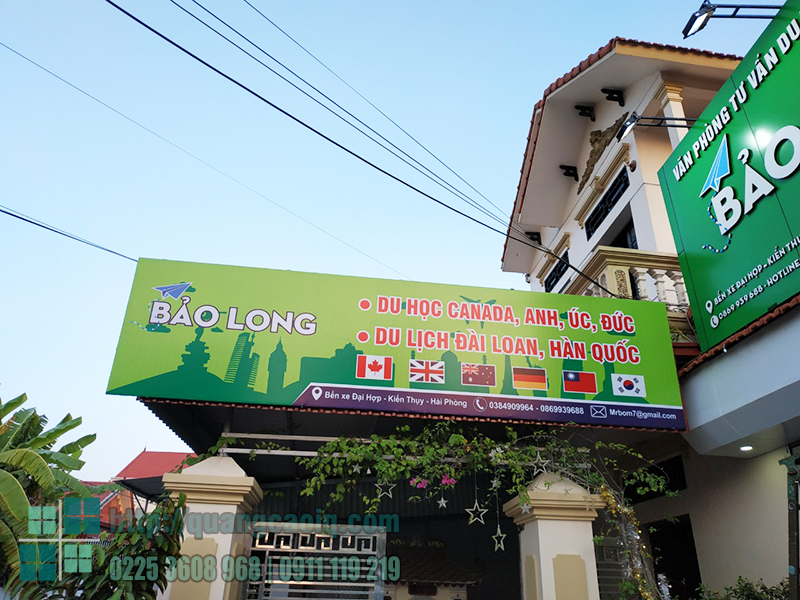 BẢO LONG
• DU HỌC CANADA, ANH, ÚC, ĐỨC
• DU LỊCH ĐÀI LOAN, HÀN QUỐC
Bến xe Đại Hợp - Kiến Thụy - Hải Phòng 0384909964 - 0869939688 Mrbom7@gmail.com
VĂN PHÒNG TƯ VẤN DU
BẢO
BẾN XE ĐẠI HỢP - KIẾN THỤ
0869 939 688 - HOTLINE
http://quangcaoin.com
0225 3608 968 | 0911 119 219